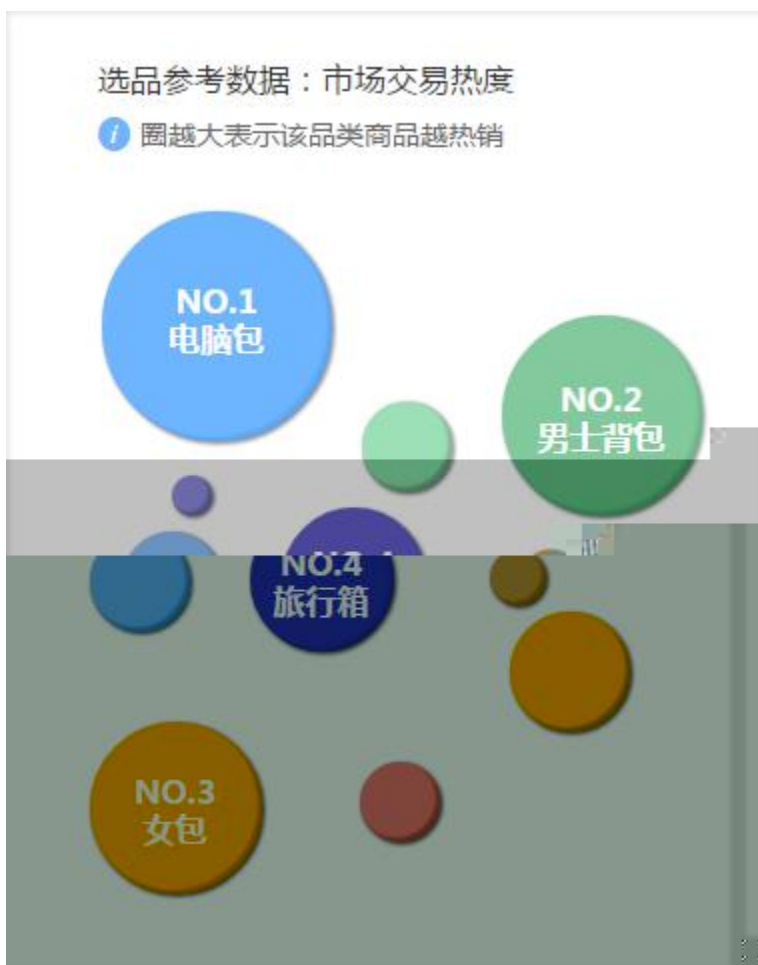 选品参考数据：市场交易热度
i 圈越大表示该品类商品越热销
NO.1
电脑包
NO.2
男士背包
NO.4
旅行箱
NO.3
女包